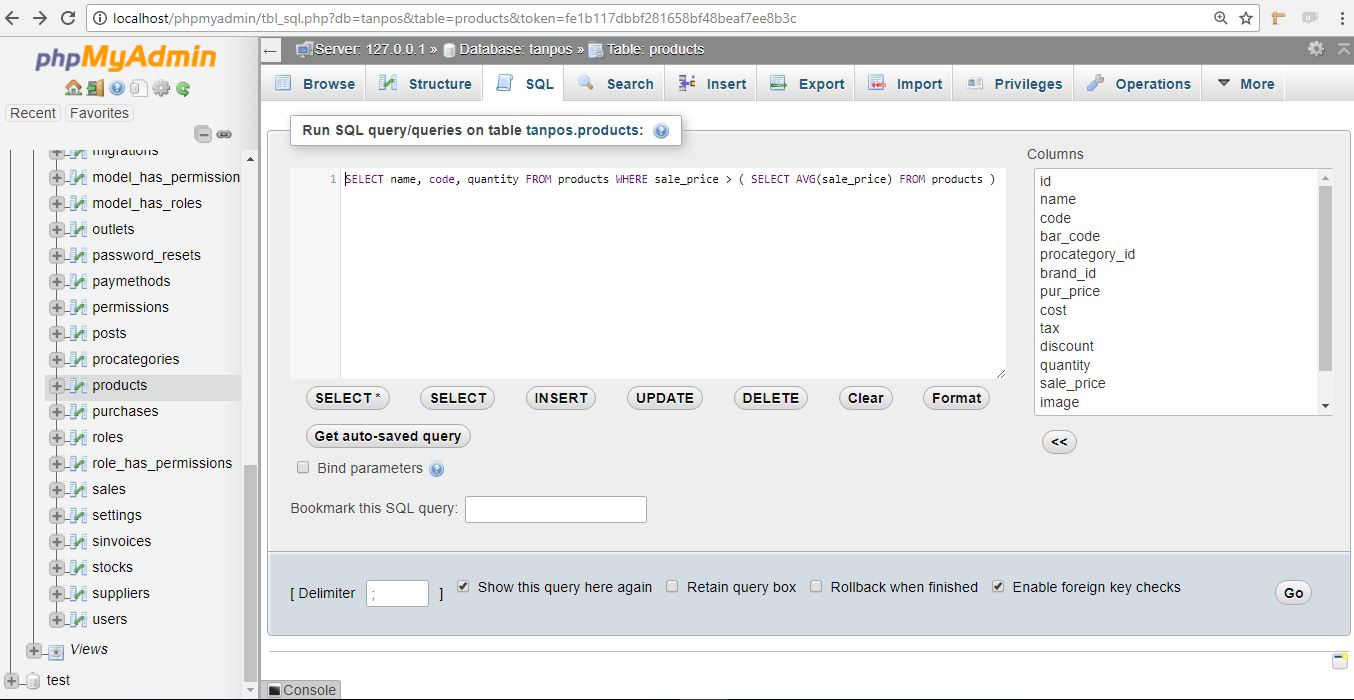 localhost/phpmyadmin/tbl_sql.php?db=tanpos&table=products&token=fe1b117dbbf281658bf48beaf7ee8b3c
phpMyAdmin
Recent Favorites
migrations
model_has_permission
model_has_roles
outlets
password_resets
paymethods
permissions
posts
procategories
products
purchases
roles
role_has_permissions
sales
settings
sinvoices
stocks
suppliers
users
Views
test
Server: 127.0.0.1 » Database: tanpos » Table: products
Browse Structure SQL Search Insert Export Import Privileges Operations More
Run SQL query/queries on table tanpos.products:
1 SELECT name, code, quantity FROM products WHERE sale_price > ( SELECT AVG(sale_price) FROM products )
Columns
id
name
code
bar_code
procategory_id
brand_id
pur_price
cost
tax
discount
quantity
sale_price
image
<<
SELECT * SELECT INSERT UPDATE DELETE Clear Format
Get auto-saved query
Bind parameters
Bookmark this SQL query:
[ Delimiter ; ] Show this query here again Retain query box Rollback when finished Enable foreign key checks Go
Console